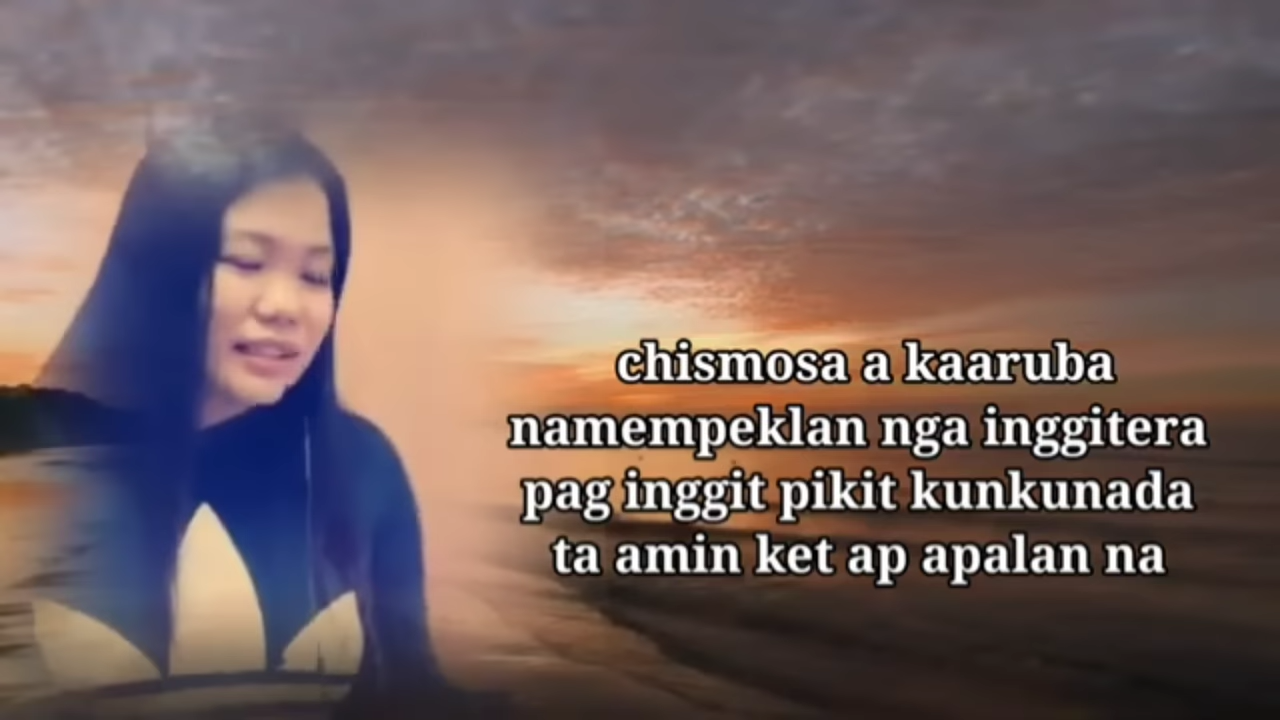 chismosa a kaaruba
namempeklan nga inggitera
pag inggit pikit kunkunada
ta amin ket ap apalan na